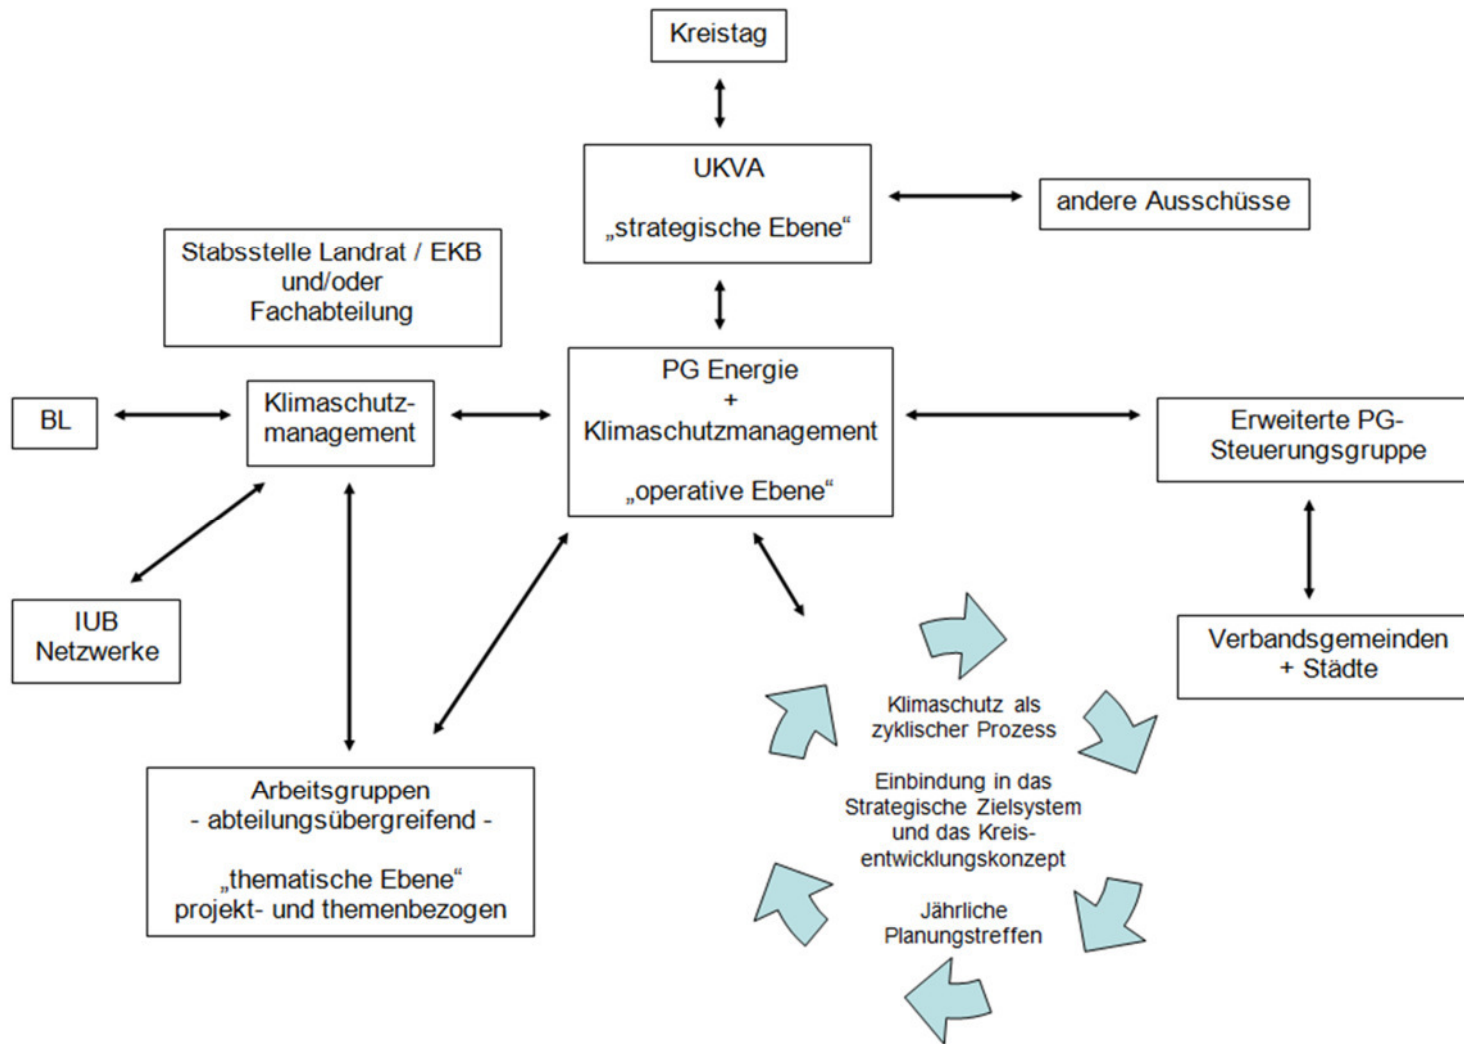 Kreistag
UKVA
„strategische Ebene“
andere Ausschüsse
Stabsstelle Landrat / EKB
und/oder
Fachabteilung
PG Energie
+
Klimaschutzmanagement
„operative Ebene“
BL
Klimaschutz-
management
Erweiterte PG-
Steuerungsgruppe
IUB
Netzwerke
Verbandsgemeinden
+ Städte
Arbeitsgruppen
- abteilungsübergreifend -
„thematische Ebene“
projekt- und themenbezogen
Klimaschutz als
zyklischer Prozess
Einbindung in das
Strategische Zielsystem
und das Kreis-
entwicklungskonzept
Jährliche
Planungstreffen